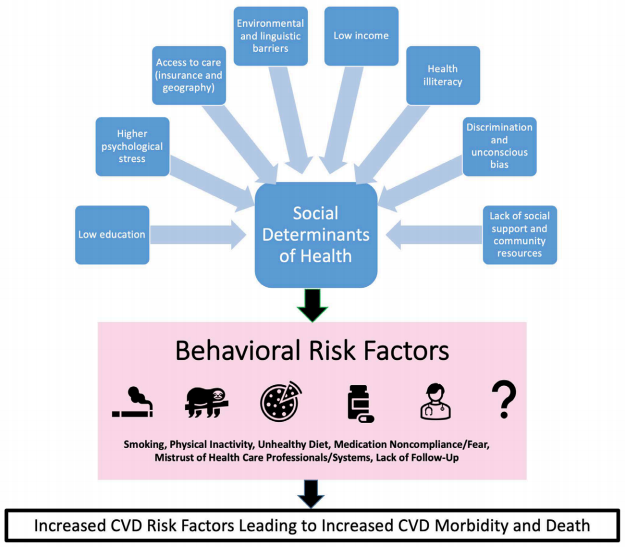 Environmental
and linguistic
barriers
Low income
Access to care
(insurance and
geography)
Health
illiteracy
Higher
psychological
stress
Discrimination
and
unconscious
bias
Low education
Social
Determinants
of Health
Lack of social
support and
community
resources
Behavioral Risk Factors
?
Smoking, Physical Inactivity, Unhealthy Diet, Medication Noncompliance/Fear,
Mistrust of Health Care Professionals/Systems, Lack of Follow-Up
Increased CVD Risk Factors Leading to Increased CVD Morbidity and Death